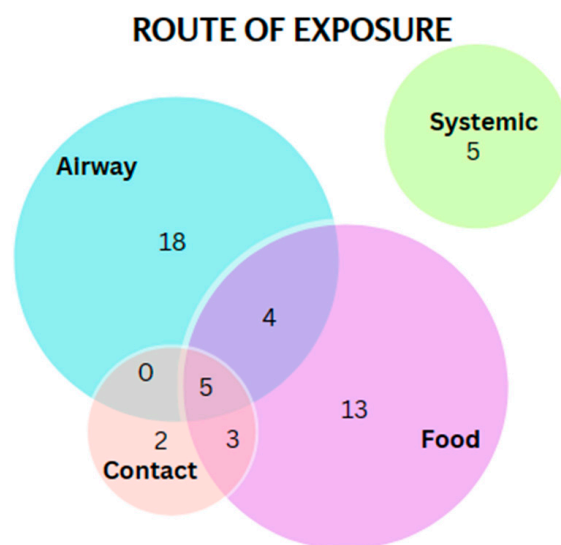 ROUTE OF EXPOSURE
Systemic
5
Airway
18
4
0
5
13
2
3
Food
Contact